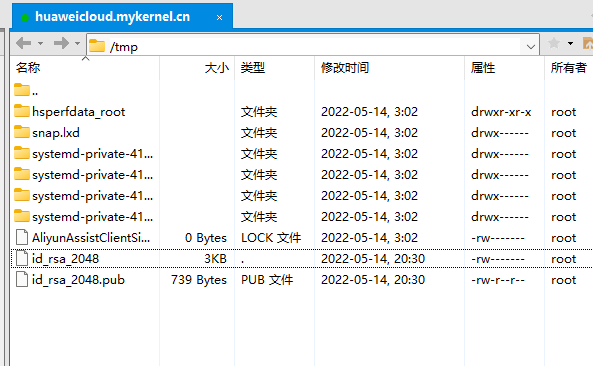 huaweicloud.mykernel.cn ×
/tmp
名称 大小 类型 修改时间 属性 所有者
..
hsperfdata_root 文件夹 2022-05-14, 3:02 drwxr-xr-x root
snap.lxd 文件夹 2022-05-14, 3:02 drwx------ root
systemd-private-41... 文件夹 2022-05-14, 3:02 drwx------ root
systemd-private-41... 文件夹 2022-05-14, 3:02 drwx------ root
systemd-private-41... 文件夹 2022-05-14, 3:02 drwx------ root
systemd-private-41... 文件夹 2022-05-14, 3:02 drwx------ root
AliyunAssistClientSi... 0 Bytes LOCK 文件 2022-05-14, 3:02 -rw------- root
id_rsa_2048 3KB . 2022-05-14, 20:30 -rw------- root
id_rsa_2048.pub 739 Bytes PUB 文件 2022-05-14, 20:30 -rw-r--r-- root